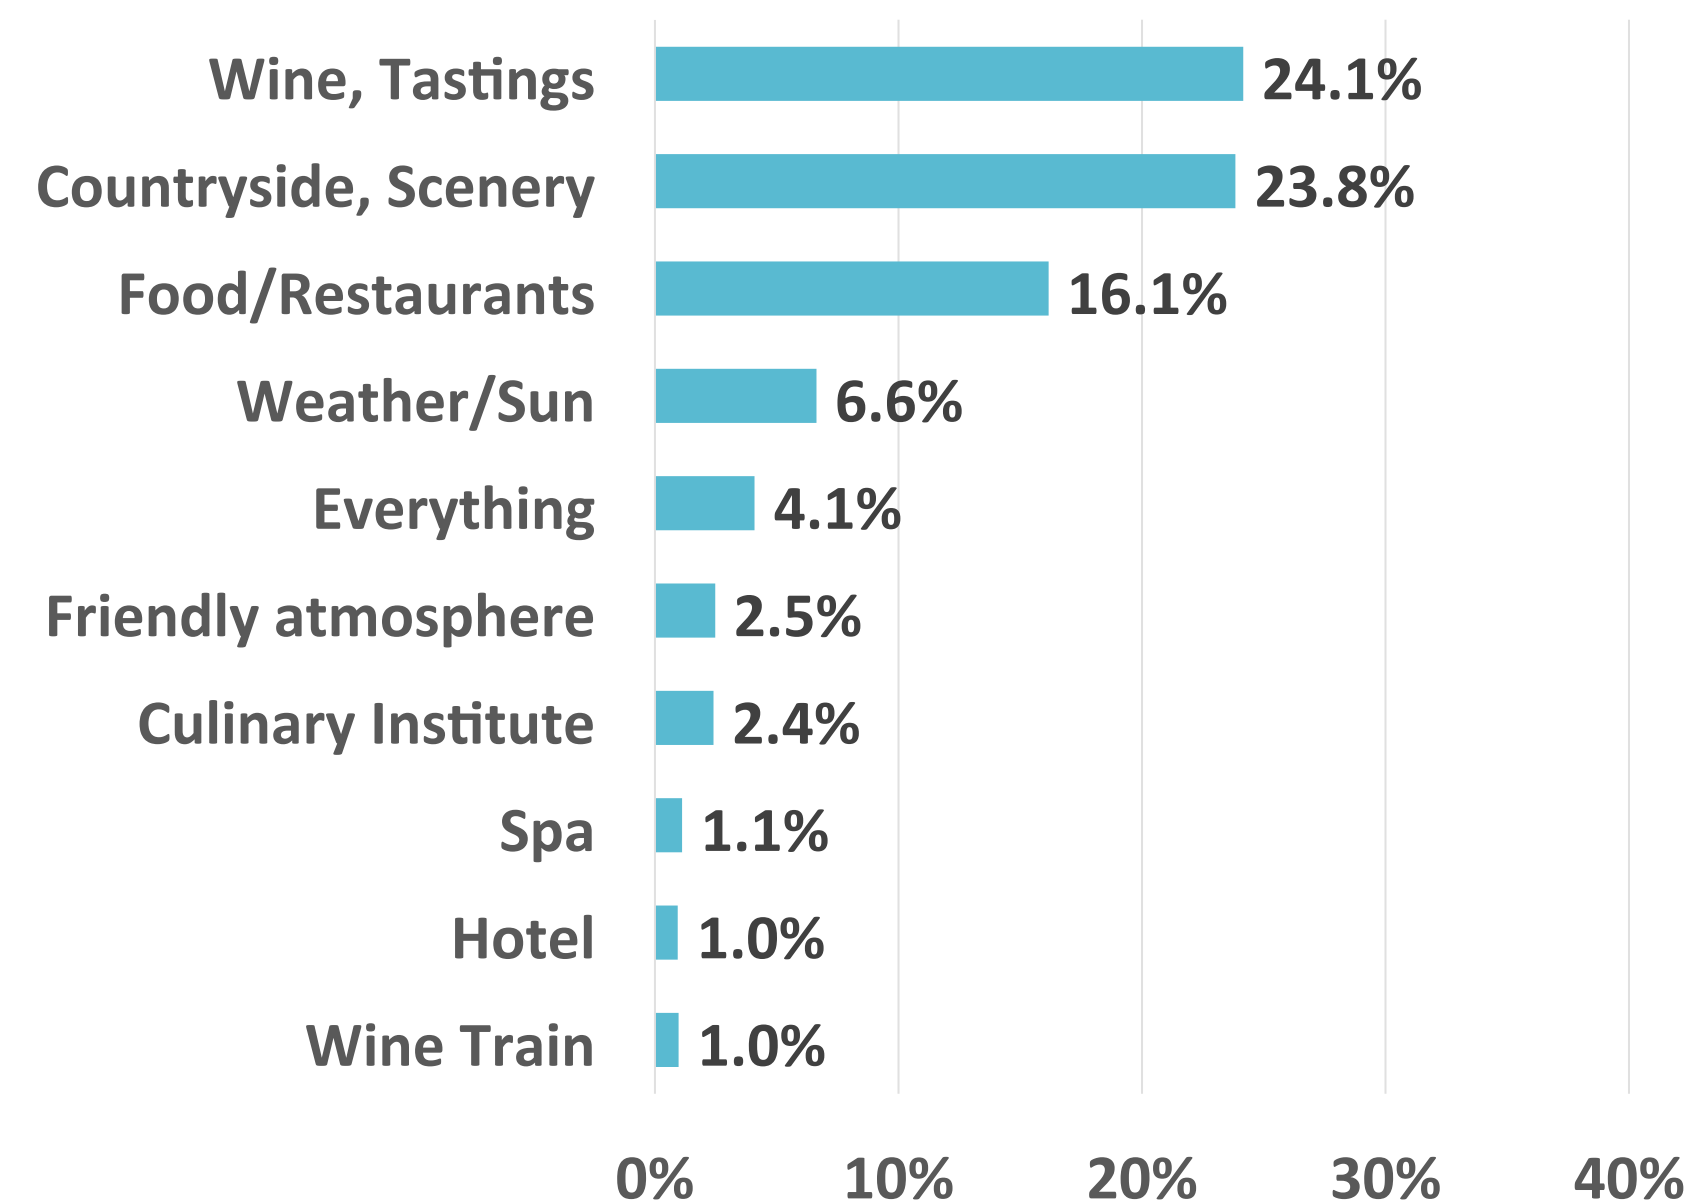 Wine, Tastings 24.1%
Countryside, Scenery 23.8%
Food/Restaurants 16.1%
Weather/Sun 6.6%
Everything 4.1%
Friendly atmosphere 2.5%
Culinary Institute 2.4%
Spa 1.1%
Hotel 1.0%
Wine Train 1.0%
0% 10% 20% 30% 40%